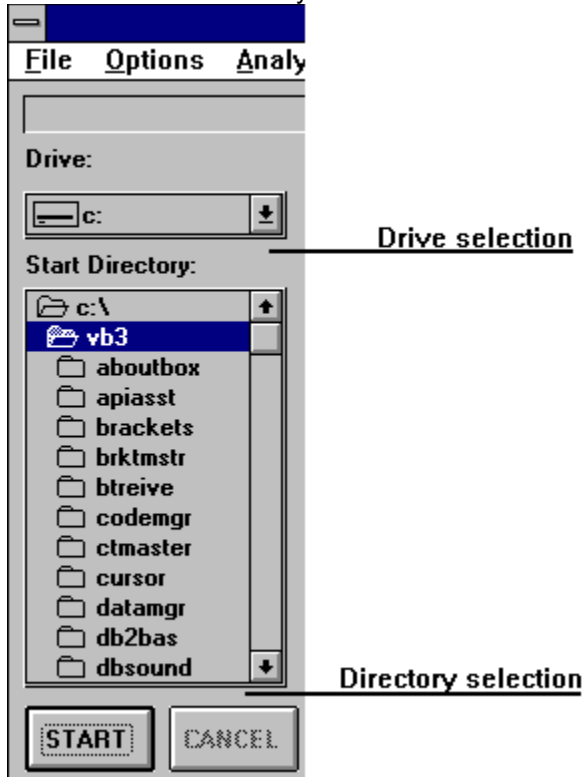 File Options Analy
Drive:
c:
Drive selection
Start Directory:
c:\
vb3
aboutbox
apiasst
brackets
brktmstr
btreive
codemgr
ctmaster
cursor
datamgr
db2bas
dbsound
Directory selection
START CANCEL